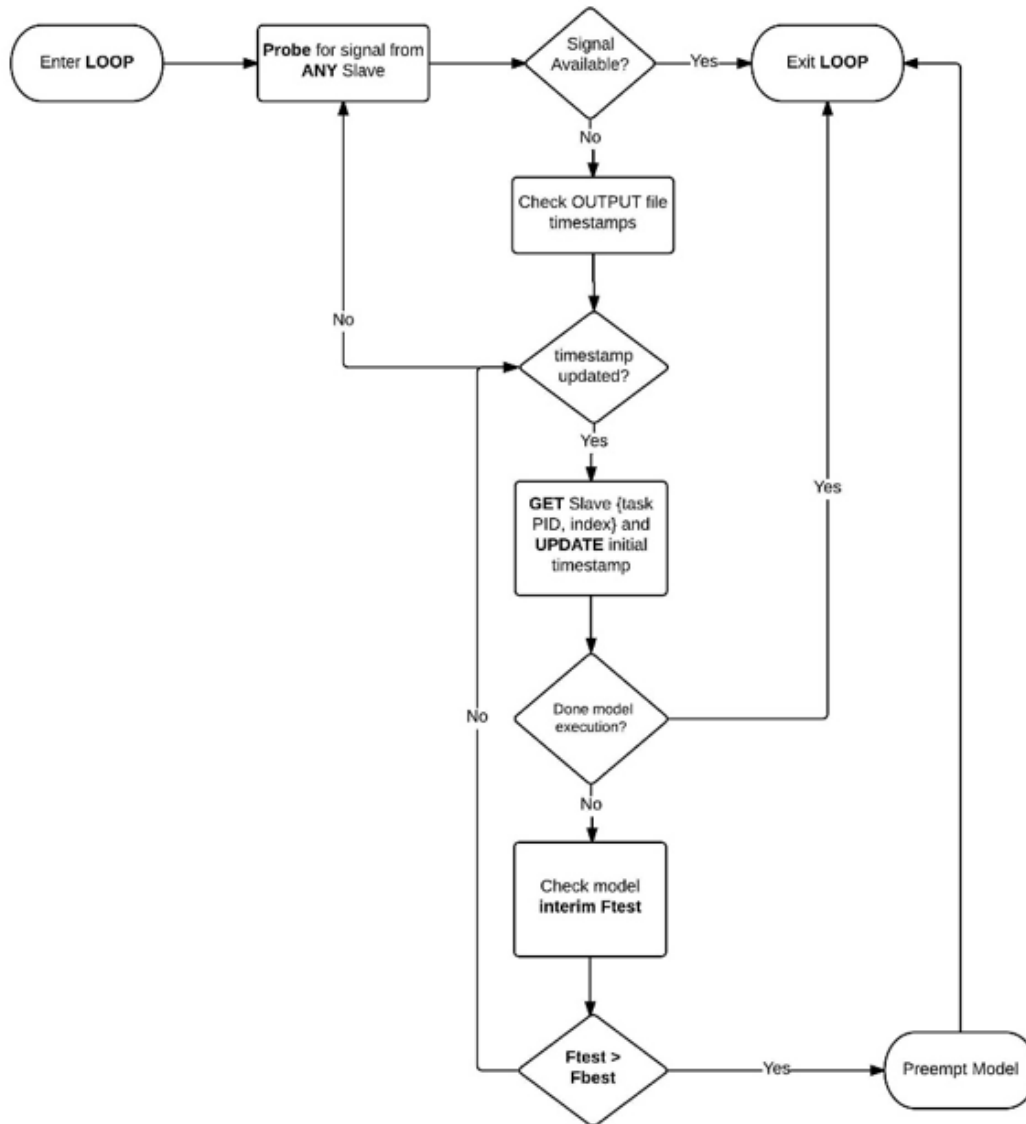 Enter LOOP
Probe for signal from
ANY Slave
Signal
Available?
Yes
Exit LOOP
No
Check OUTPUT file
timestamps
No
timestamp
updated?
Yes
GET Slave {task
PID, index} and
UPDATE initial
timestamp
Yes
Done model
execution?
No
No
Check model
interim Ftest
Ftest >
Fbest
Yes
Preempt Model